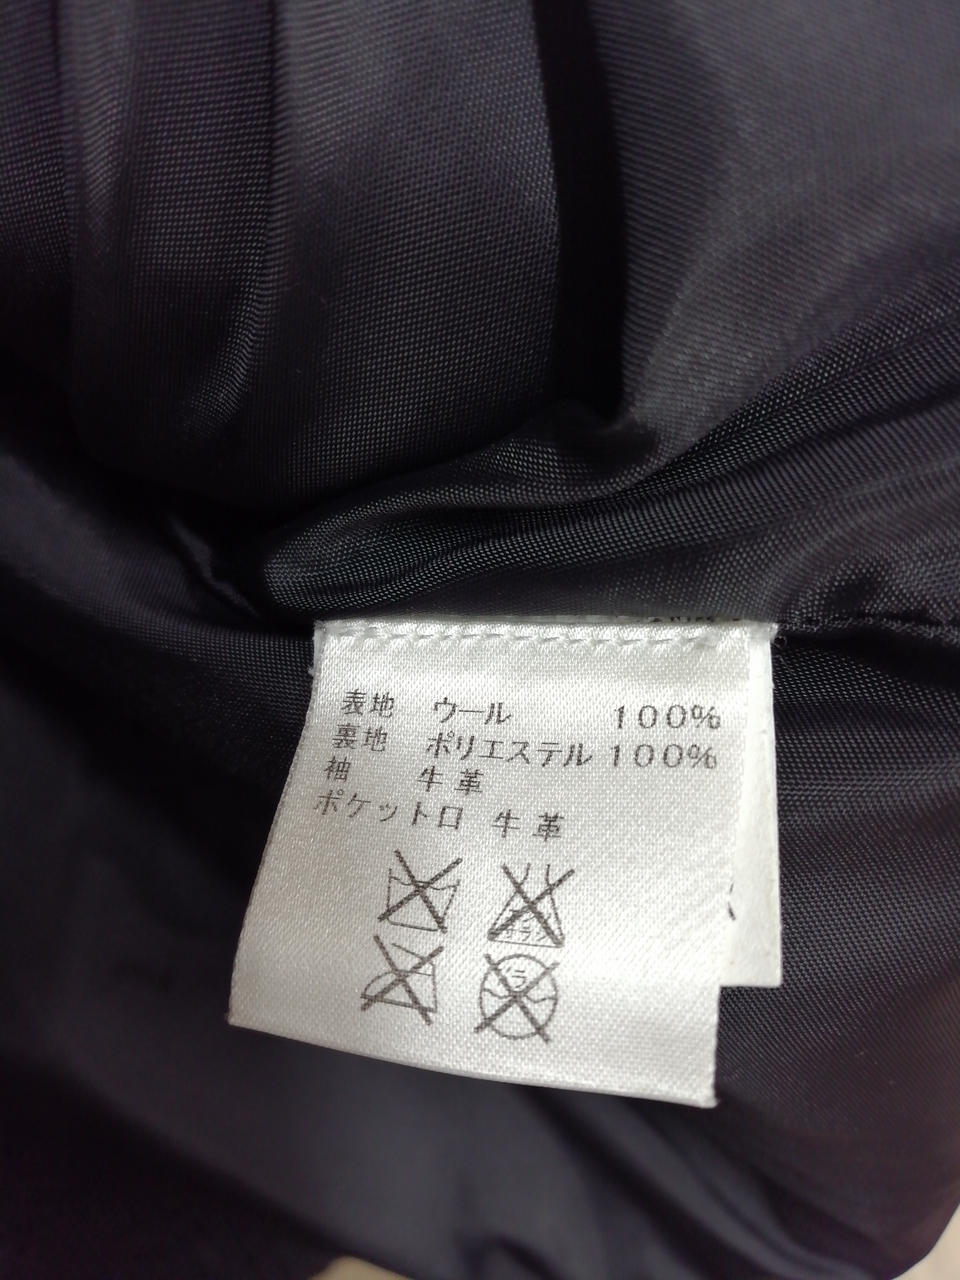 表地 ウール 100%
裏地 ポリエステル 100%
袖 牛革
ポケット口 牛革